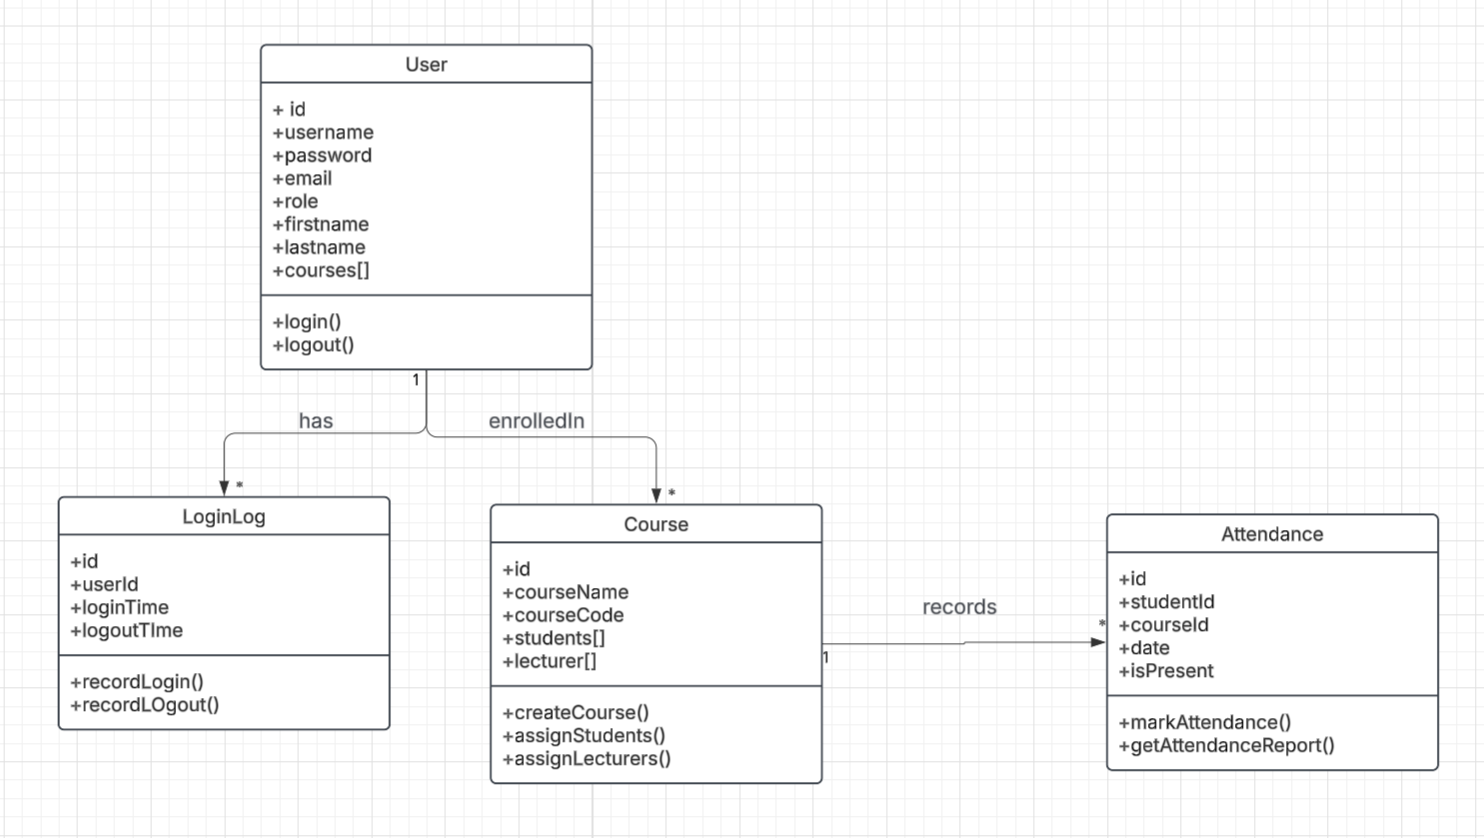 User
+ id
+username
+password
+email
+role
+firstname
+lastname
+courses[]
+login()
+logout()
1
has
enrolledIn
*
*
LoginLog
+id
+userId
+loginTime
+logoutTIme
+recordLogin()
+recordLOgout()
Course
+id
+courseName
+courseCode
+students[]
+lecturer[]
+createCourse()
+assignStudents()
+assignLecturers()
records
1
*
Attendance
+id
+studentId
+courseId
+date
+isPresent
+markAttendance()
+getAttendanceReport()